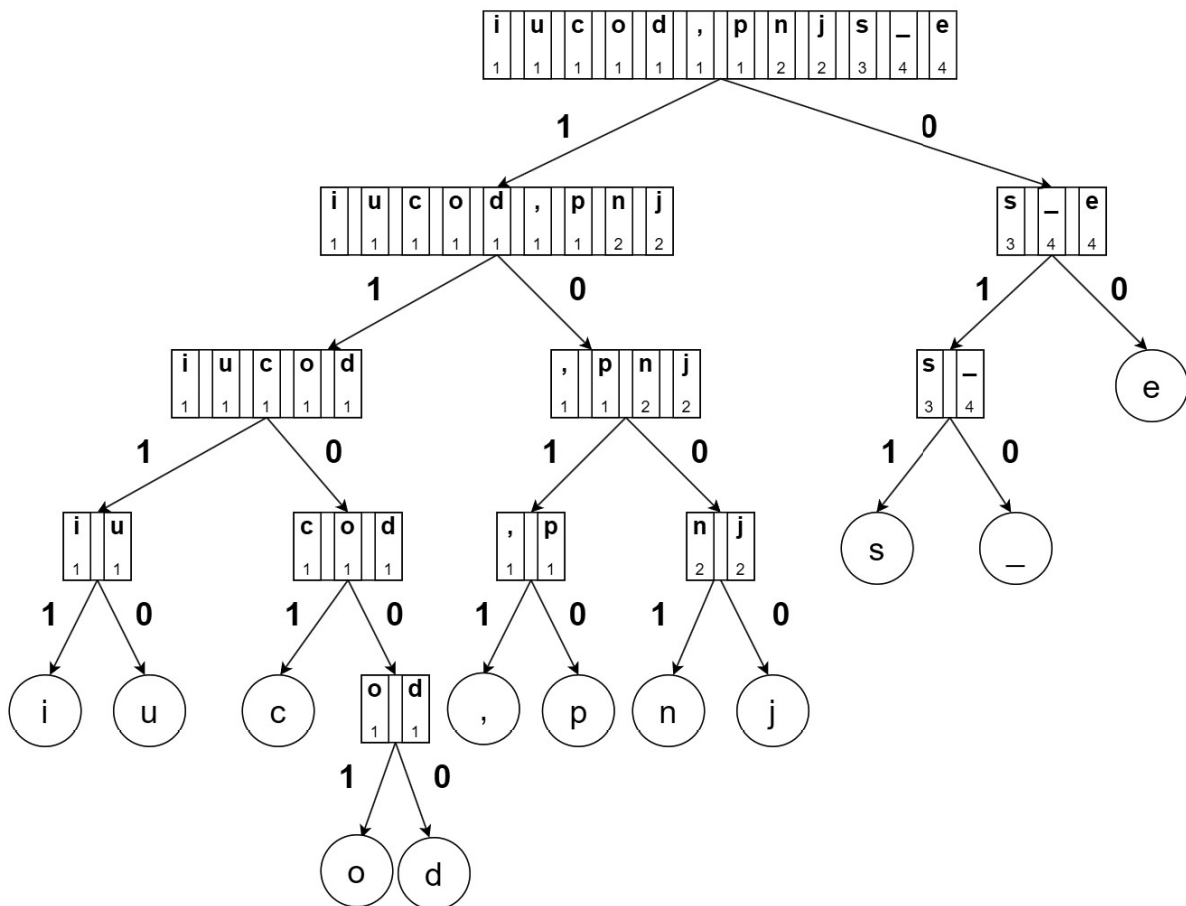 i u c o d , p n j s _ e
1 1 1 1 1 1 1 2 2 3 4 4
1 0
i u c o d , p n j
1 1 1 1 1 1 1 2 2
s _ e
3 4 4
1 0
1 0
i u c o d
1 1 1 1 1
, p n j
1 1 2 2
s _
3 4
e
1 0
1 0
1 0
i u
1 1
c o d
1 1 1
, p
1 1
n j
2 2
s
_
1 0
1 0
1 0
1 0
i
u
c
o d
1 1
,
p
n
j
1 0
o
d